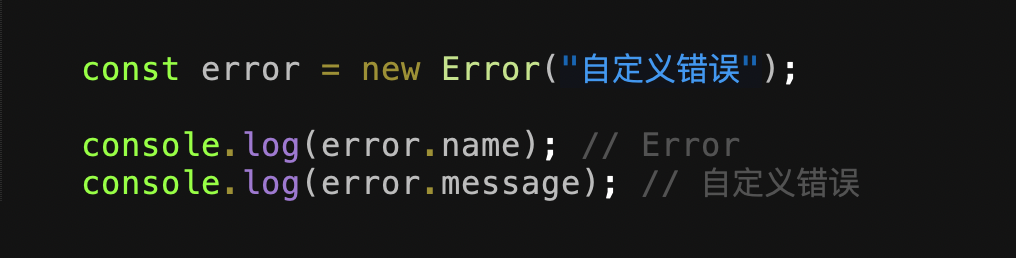 const error = new Error("自定义错误");
console.log(error.name); // Error
console.log(error.message); // 自定义错误